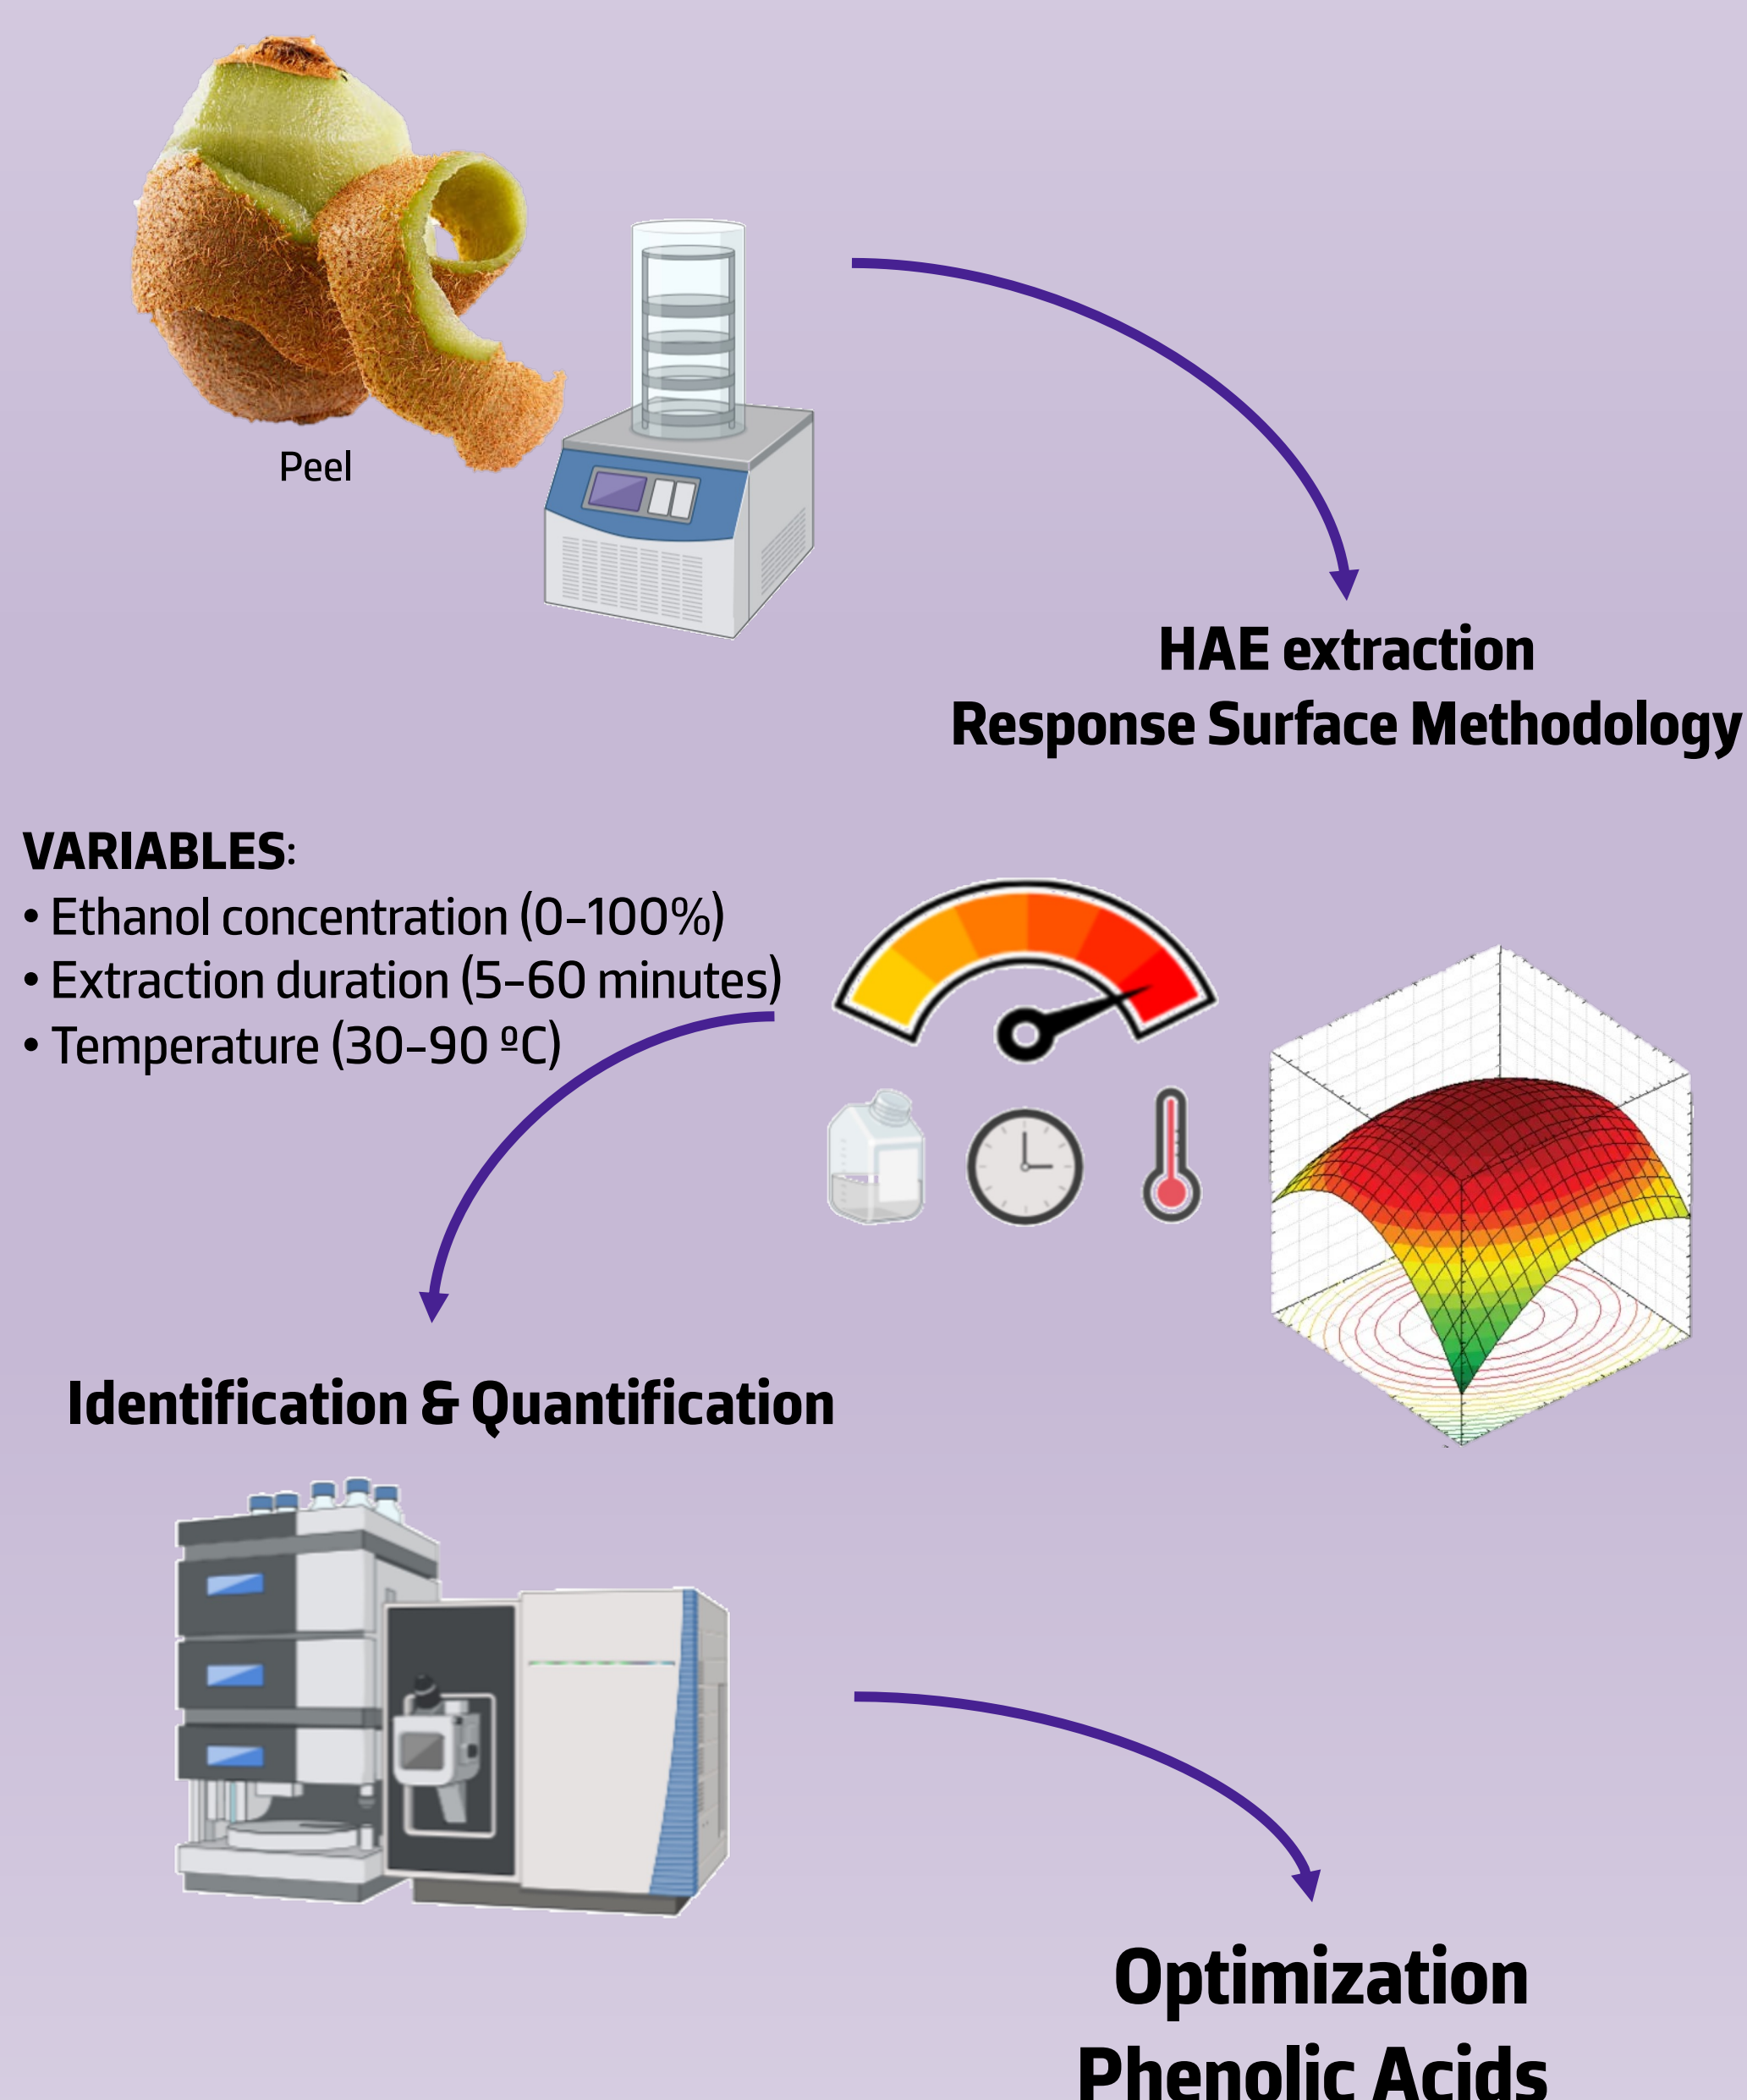 Peel
HAE extraction
Response Surface Methodology
VARIABLES:
• Ethanol concentration (0–100%)
• Extraction duration (5–60 minutes)
• Temperature (30–90 ºC)
Identification & Quantification
Optimization
Phenolic Acids